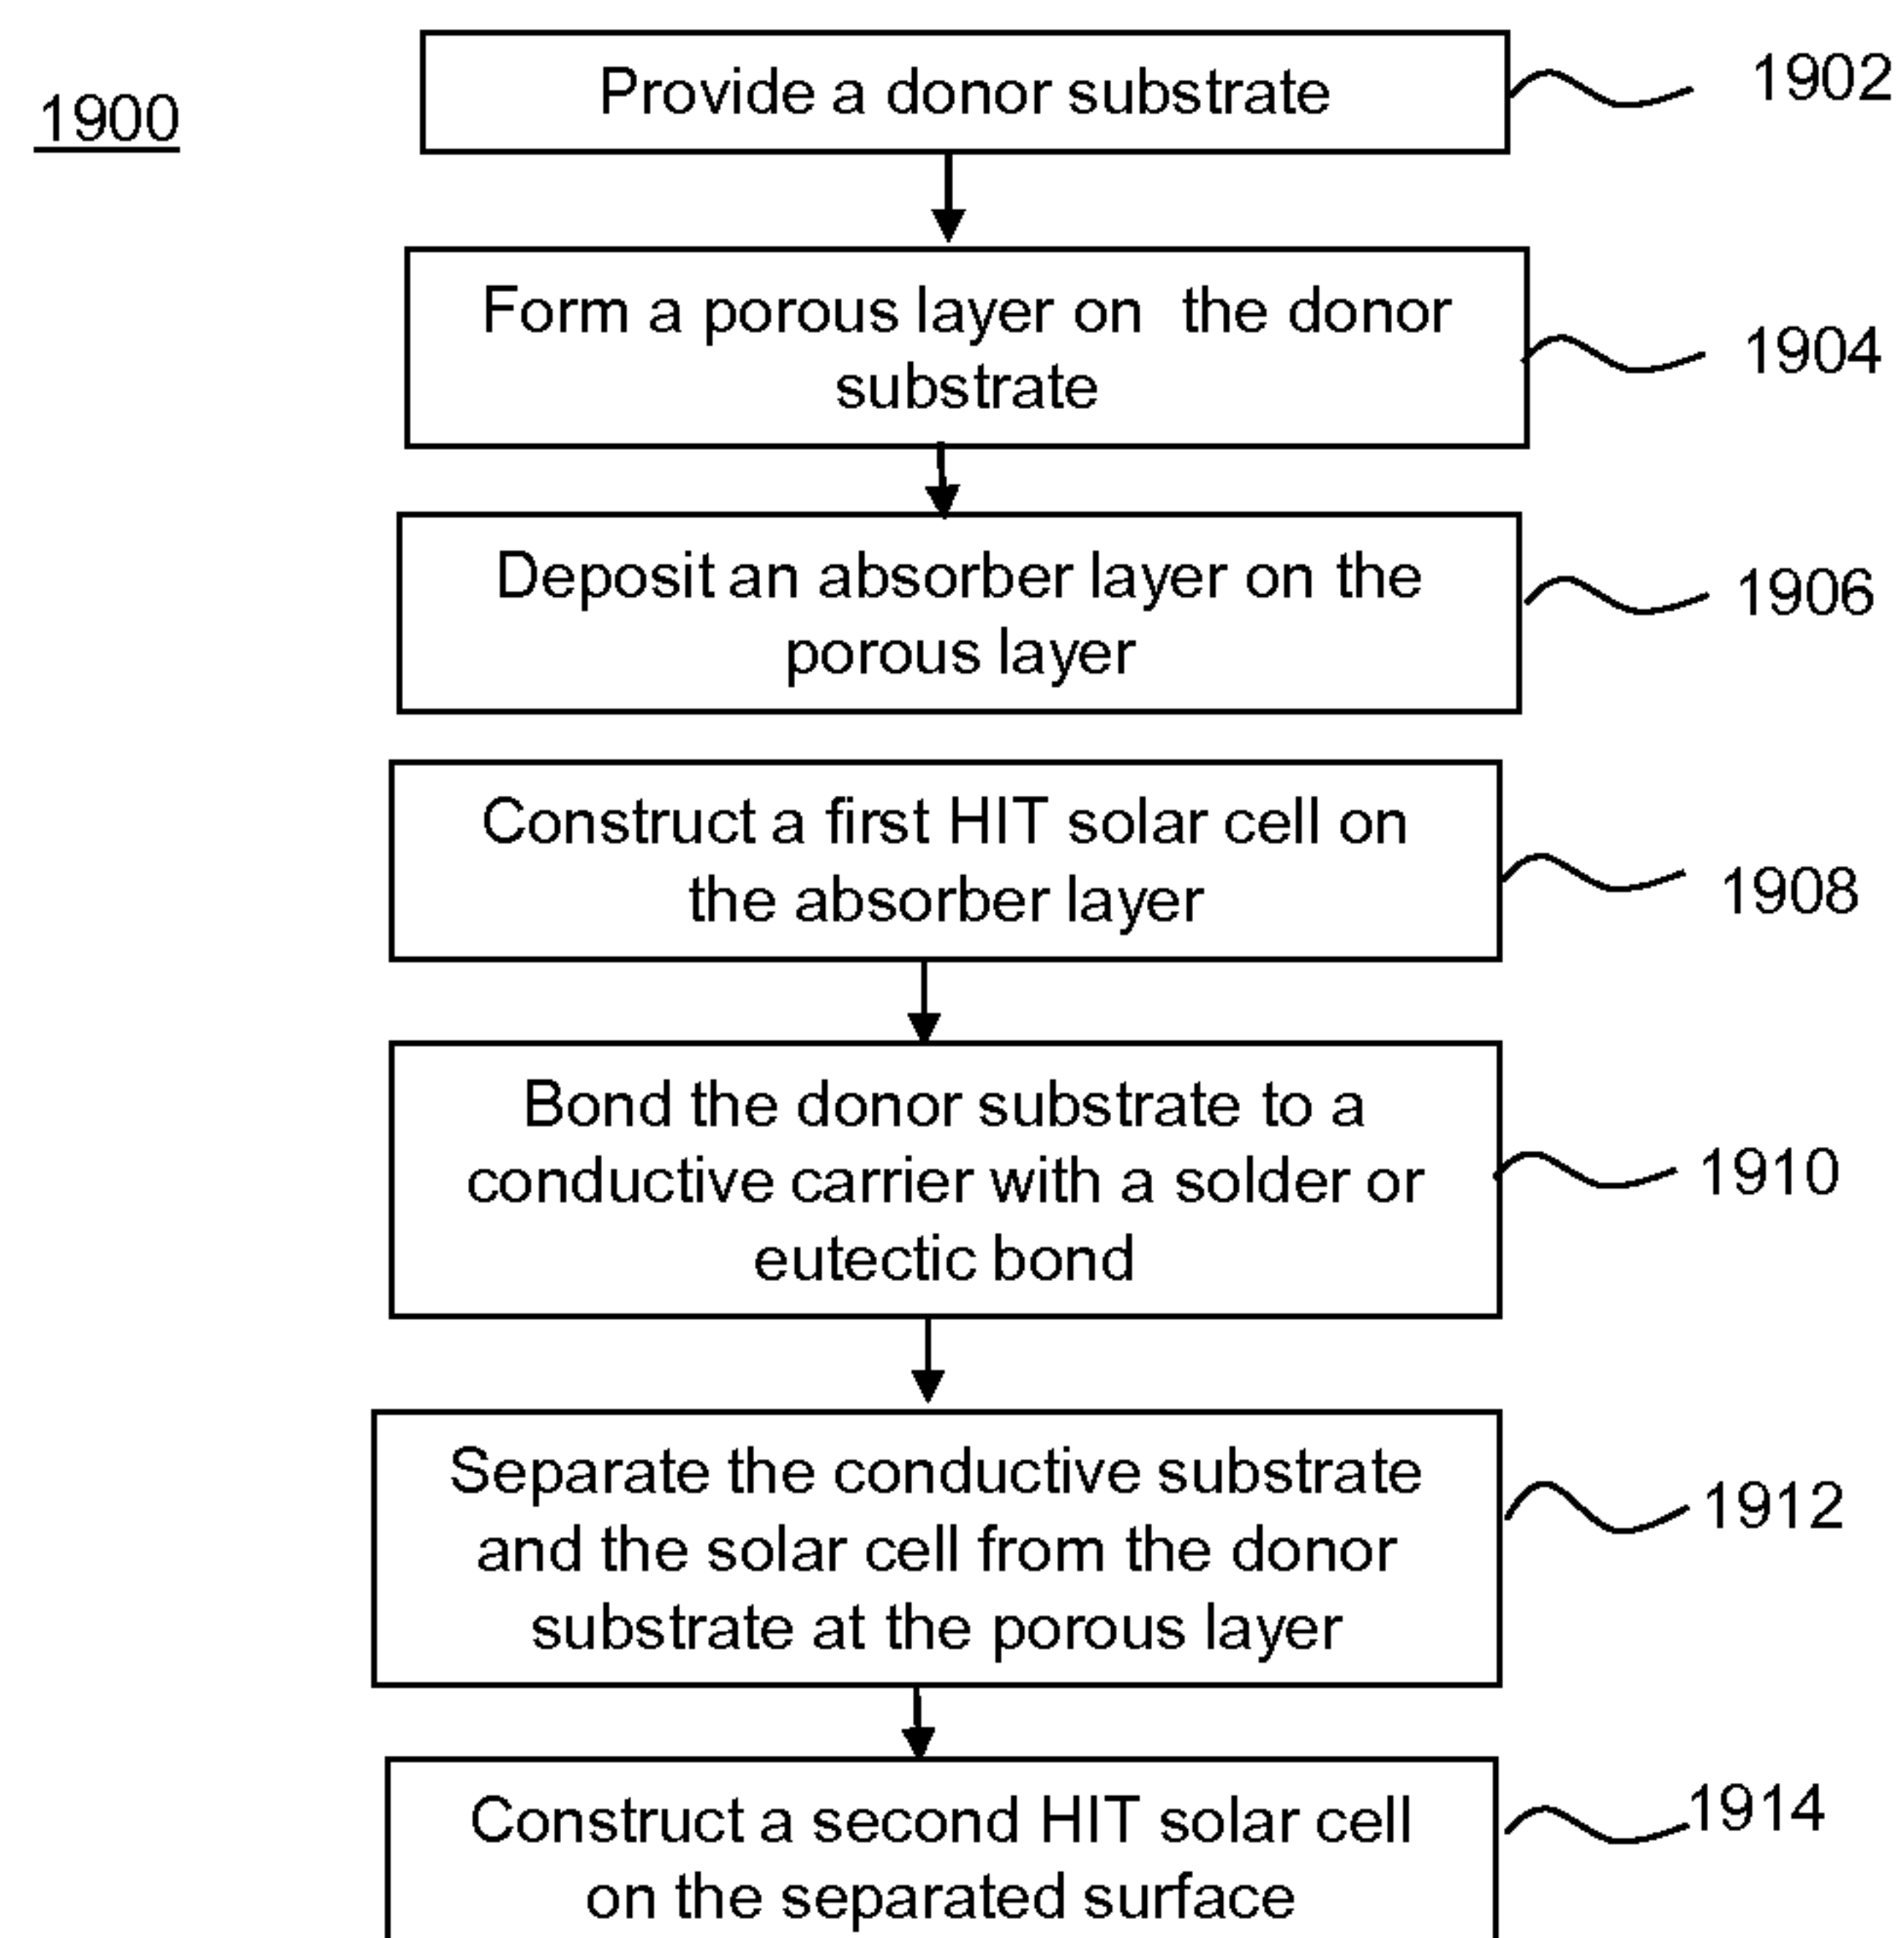 1900
Provide a donor substrate
1902
Form a porous layer on the donor
substrate
1904
Deposit an absorber layer on the
porous layer
1906
Construct a first HIT solar cell on
the absorber layer
1908
Bond the donor substrate to a
conductive carrier with a solder or
eutectic bond
1910
Separate the conductive substrate
and the solar cell from the donor
substrate at the porous layer
1912
Construct a second HIT solar cell
on the separated surface
1914